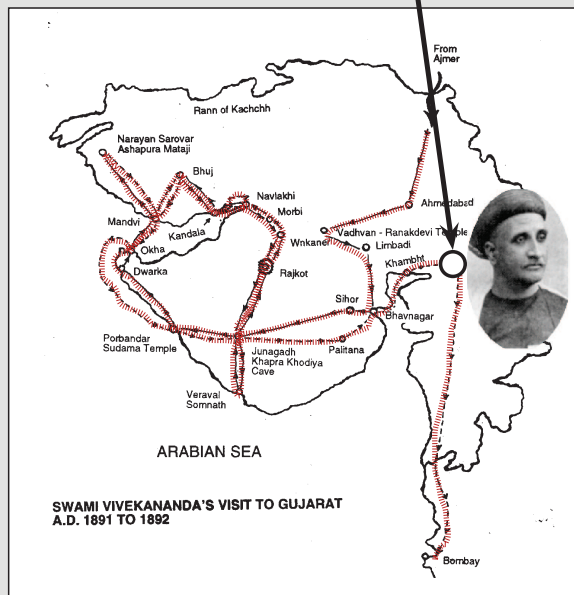 From
Ajmer
Rann of Kachchh
Narayan Sarovar
Ashapura Mataji
Bhuj
Navlakhi
Ahmedabad
Morbi
Mandvi
Kandala
Wnkaner
Vadhvan - Ranakdevi Temple
Okha
Limbadi
Khambht
Dwarka
Rajkot
Sihor
Bhavnagar
Porbandar
Sudama Temple
Junagadh
Khapra Khodiya
Cave
Palitana
Veraval
Somnath
ARABIAN SEA
SWAMI VIVEKANANDA'S VISIT TO GUJARAT
A.D. 1891 TO 1892
Bombay